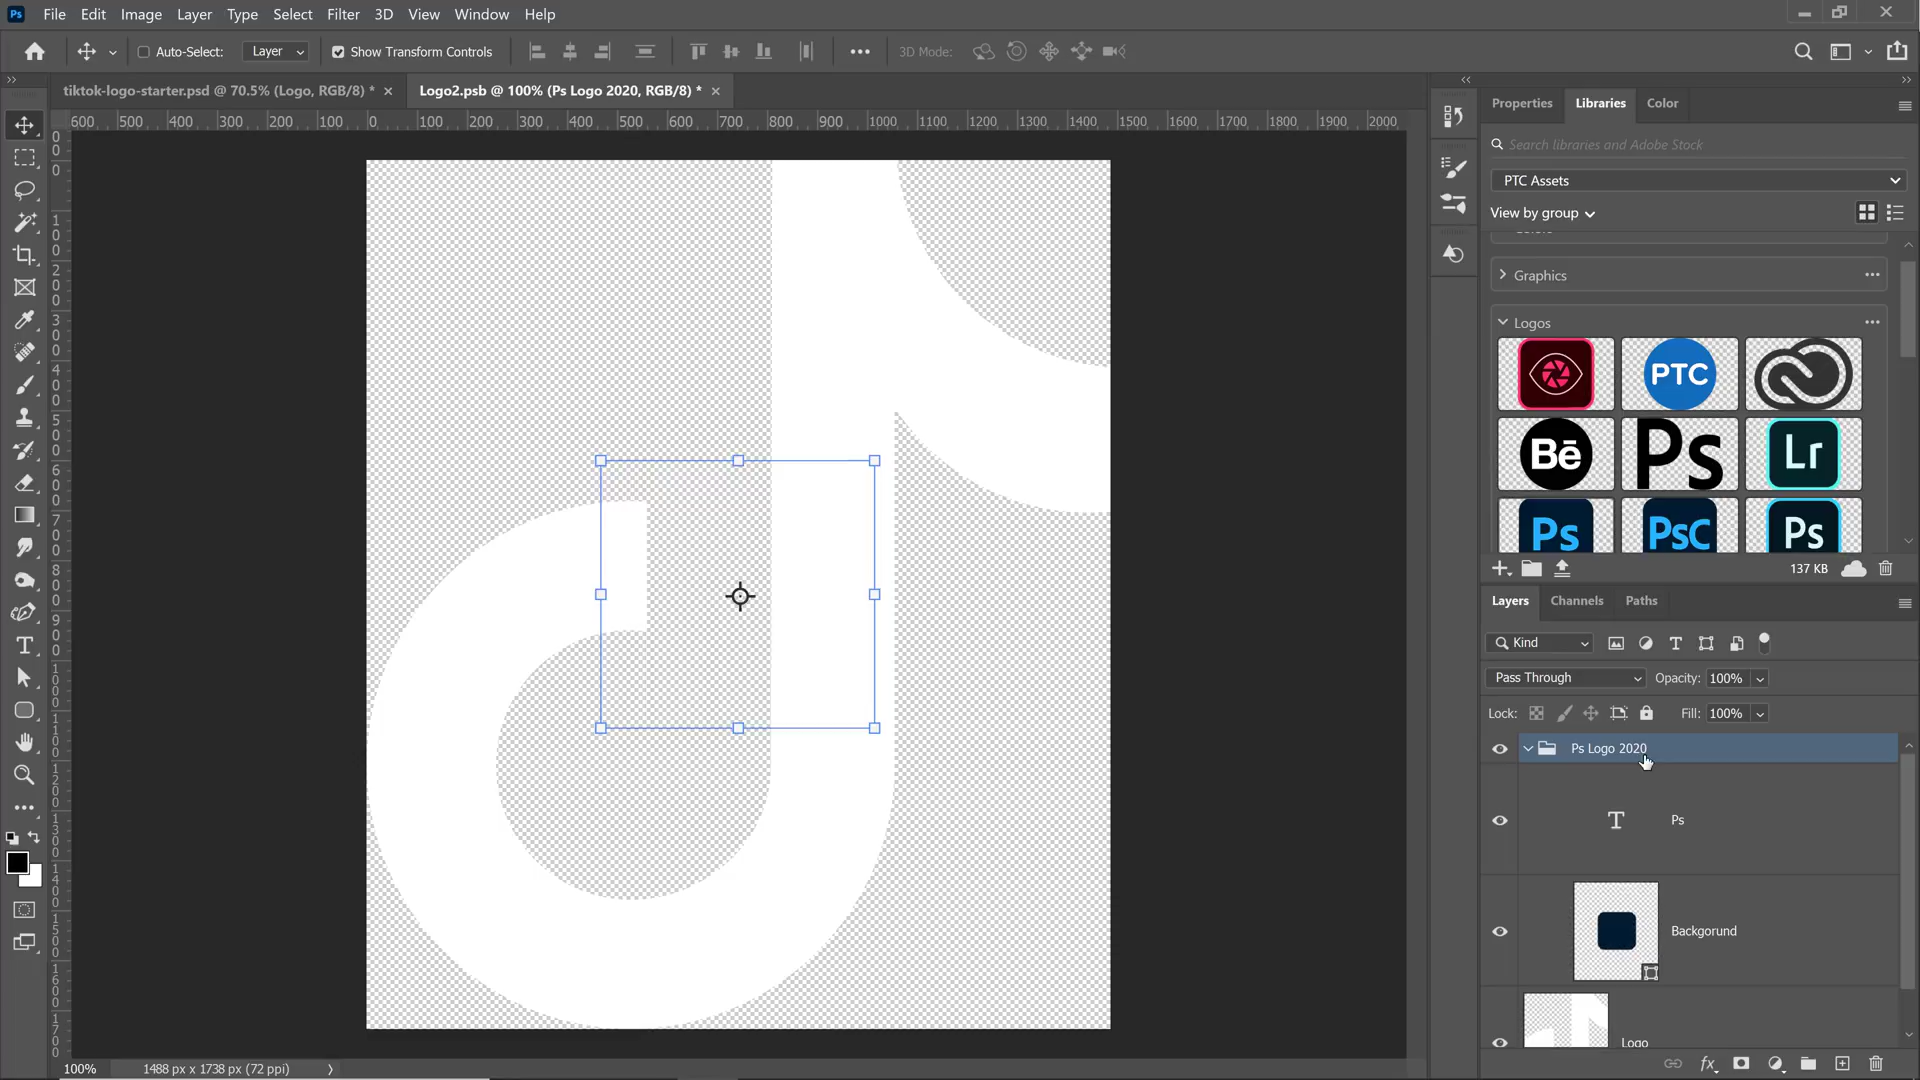 Ps File Edit Image Layer Type Select Filter 3D View Window Help
Auto-Select: Layer Show Transform Controls 3D Mode:
tiktok-logo-starter.psd @ 70.5% (Logo, RGB/8) * Logo2.psb @ 100% (Ps Logo 2020, RGB/8) *
600 500 400 300 200 100 0 100 200 300 400 500 600 700 800 900 1000 1100 1200 1300 1400 1500 1600 1700 1800 1900 2000
Properties Libraries Color
Search libraries and Adobe Stock
PTC Assets
View by group
Graphics
Logos
PTC
Bē Ps Lr
Ps PsC Ps
137 KB
Layers Channels Paths
Kind
Pass Through Opacity: 100%
Lock: Fill: 100%
Ps Logo 2020
T Ps
Backgorund
Logo
100% 1488 px x 1738 px (72 ppi)